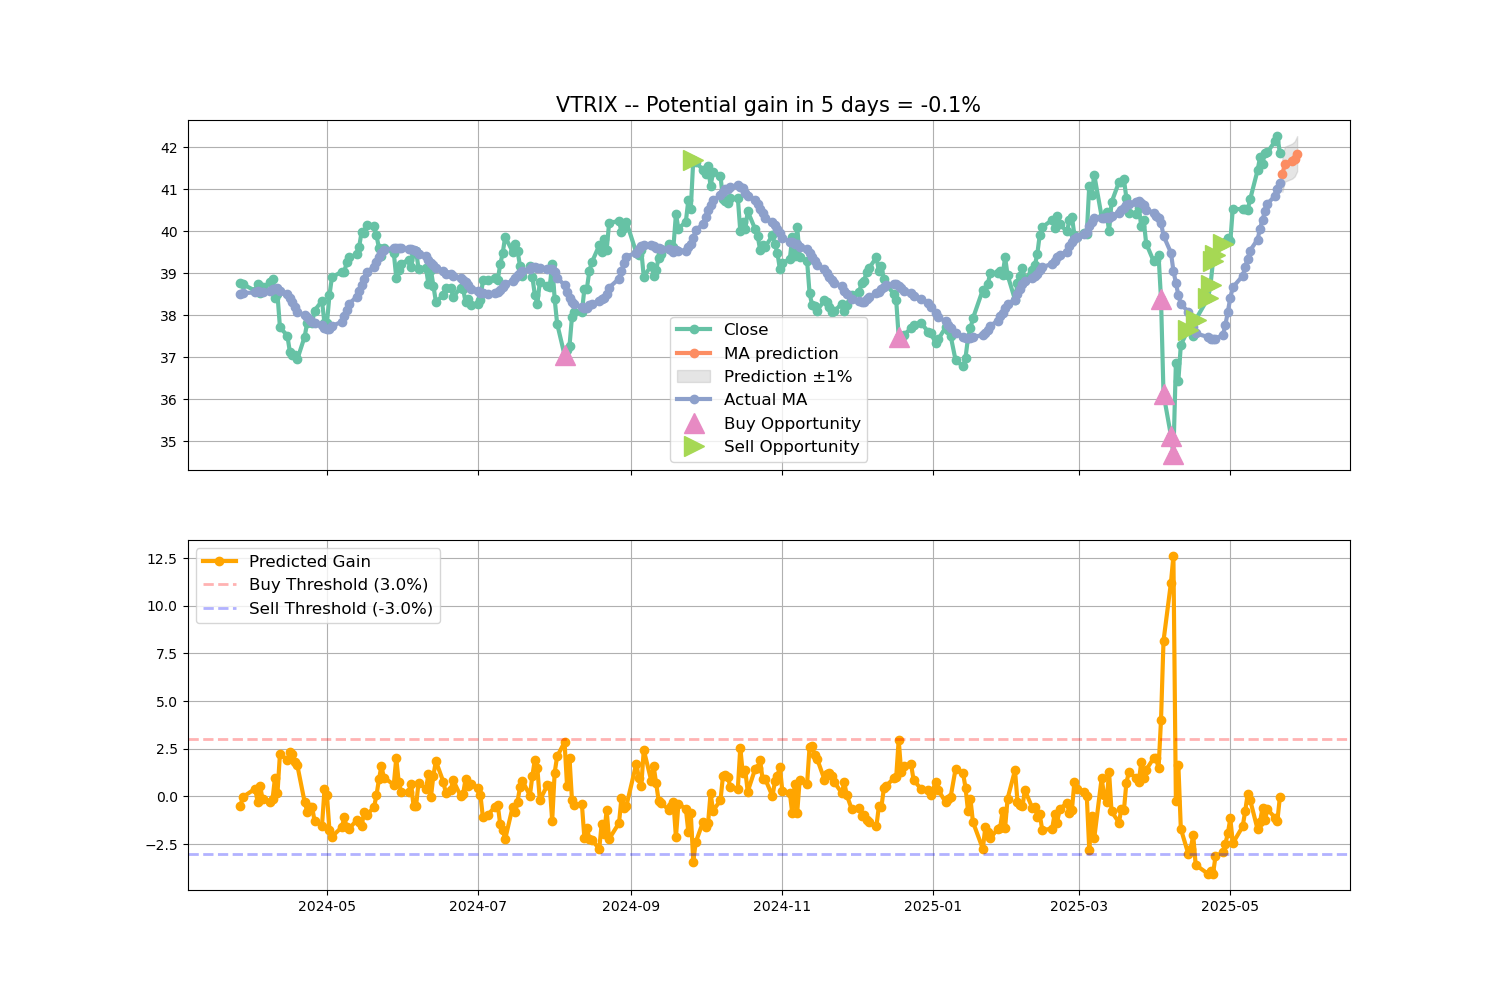 VTRIX -- Potential gain in 5 days = -0.1%
42
41
40
39
38
37
36
35
Close
MA prediction
Prediction ±1%
Actual MA
Buy Opportunity
Sell Opportunity
12.5
10.0
7.5
5.0
2.5
0.0
−2.5
Predicted Gain
Buy Threshold (3.0%)
Sell Threshold (-3.0%)
2024-05
2024-07
2024-09
2024-11
2025-01
2025-03
2025-05